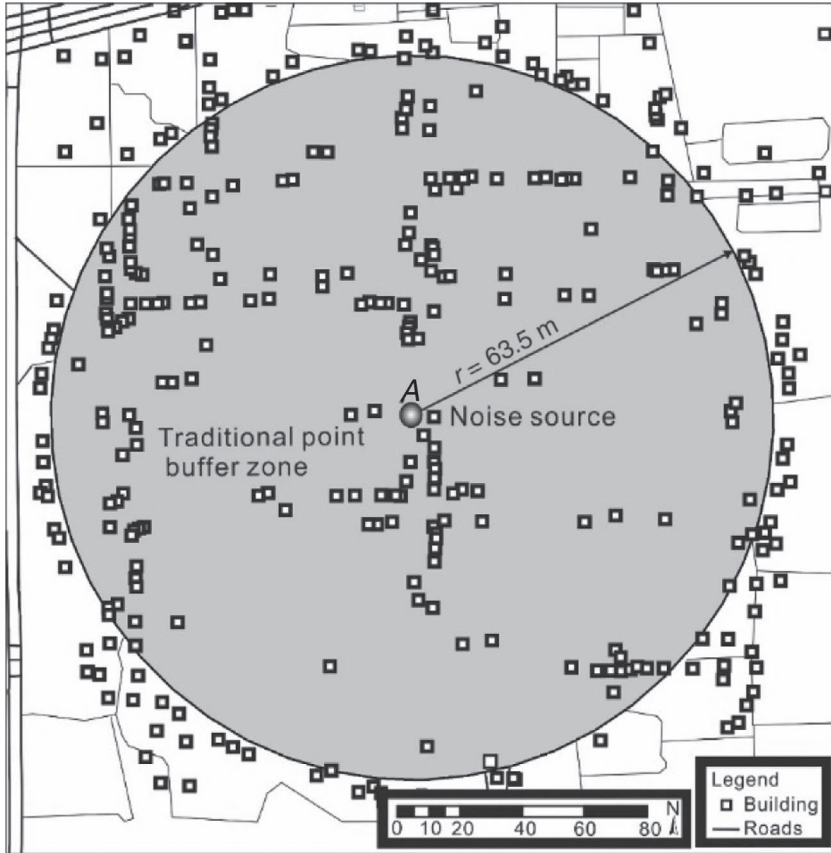 r = 63.5 m
A
Noise source
Traditional point
buffer zone
Legend
Building
Roads
N
0 10 20 40 60 80